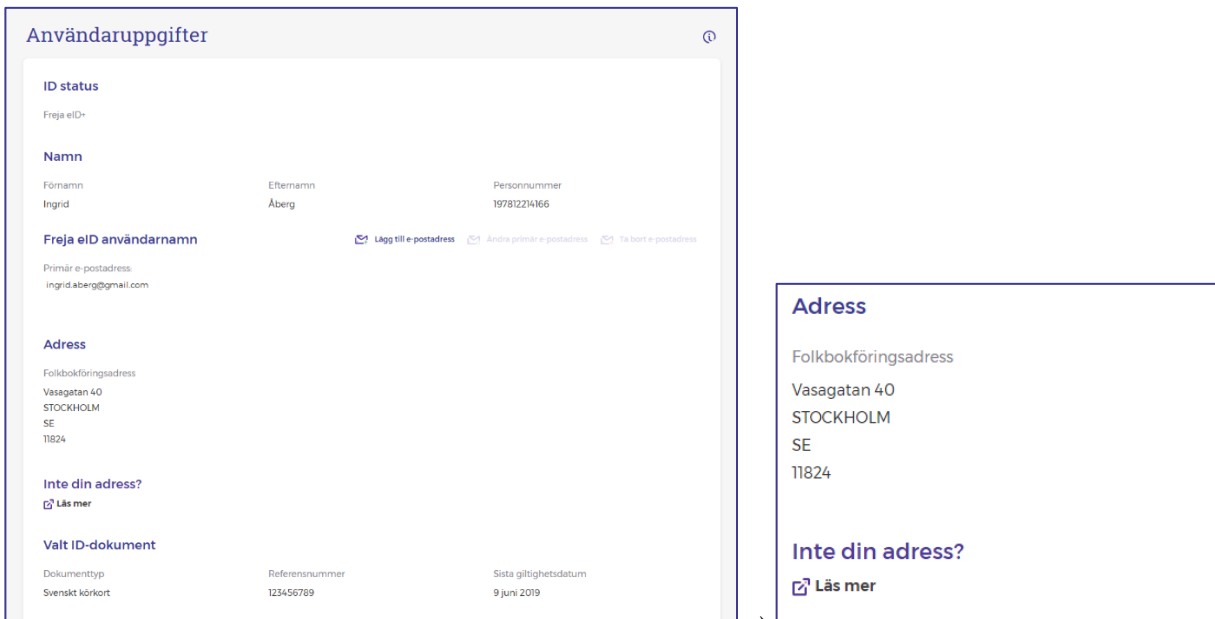 Användaruppgifter
ID status
Freja eID+
Namn
Förnamn Efternamn Personnummer
Ingrid Åberg 197812214166
Freja eID användarnamn Lägg till e-postadress Ändra primär e-postadress Ta bort e-postadress
Primär e-postadress:
ingrid.aberg@gmail.com
Adress
Folkbokföringsadress
Vasagatan 40
STOCKHOLM
SE
11824
Inte din adress?
Läs mer
Valt ID-dokument
Dokumenttyp Referensnummer Sista giltighetsdatum
Svenskt körkort 123456789 9 juni 2019
Adress
Folkbokföringsadress
Vasagatan 40
STOCKHOLM
SE
11824
Inte din adress?
Läs mer